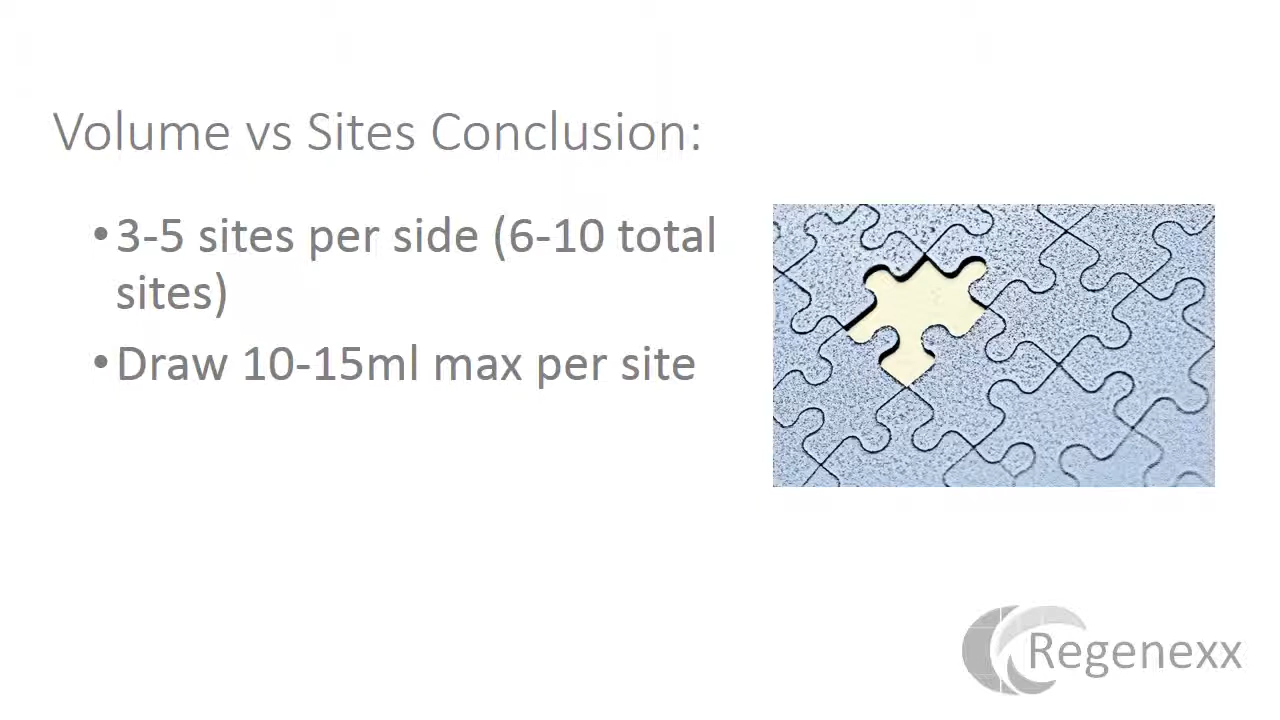 Volume vs Sites Conclusion:
•3-5 sites per side (6-10 total
sites)
•Draw 10-15ml max per site
Regenexx